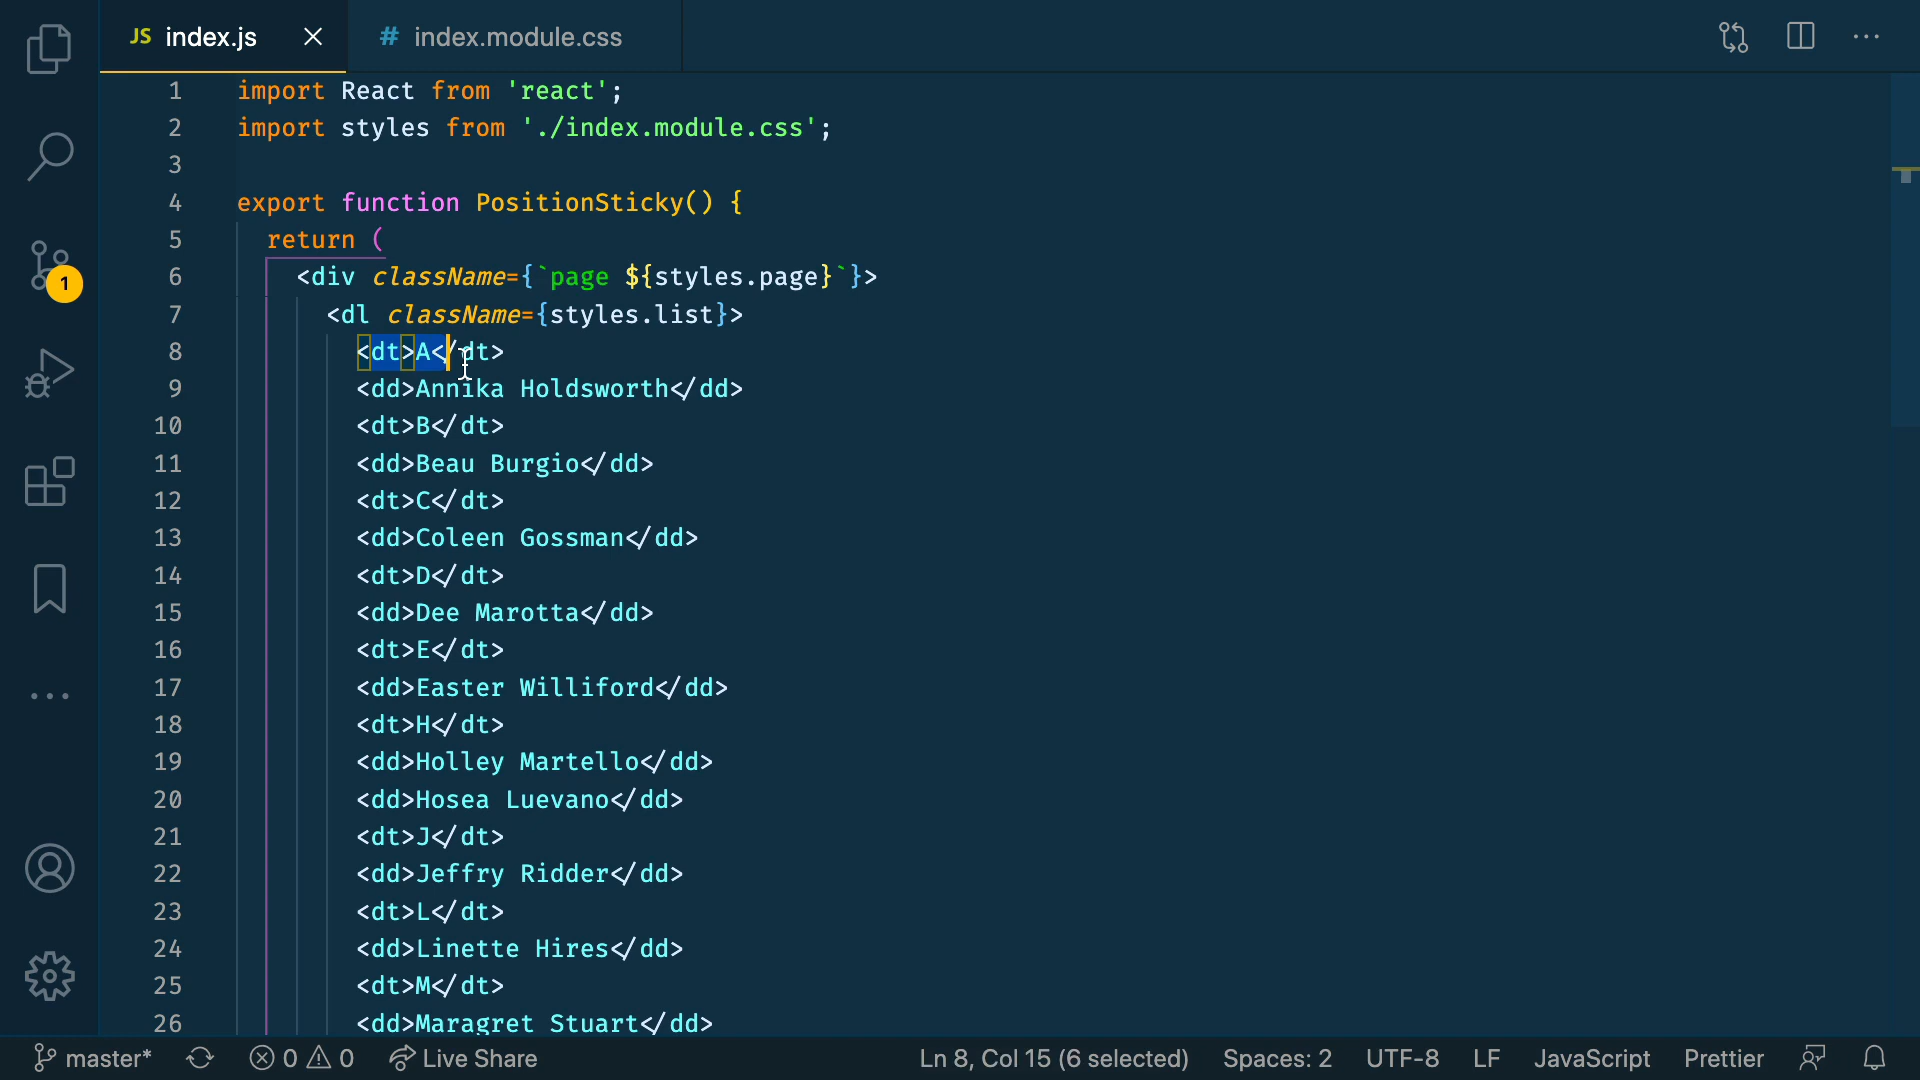 JS index.js
# index.module.css
1 import React from 'react';
2 import styles from './index.module.css';
3
4 export function PositionSticky() {
5 return (
6 <div className={`page ${styles.page}`}>
7 <dl className={styles.list}>
8 <dt>A</dt>
9 <dd>Annika Holdsworth</dd>
10 <dt>B</dt>
11 <dd>Beau Burgio</dd>
12 <dt>C</dt>
13 <dd>Coleen Gossman</dd>
14 <dt>D</dt>
15 <dd>Dee Marotta</dd>
16 <dt>E</dt>
17 <dd>Easter Williford</dd>
18 <dt>H</dt>
19 <dd>Holley Martello</dd>
20 <dd>Hosea Luevano</dd>
21 <dt>J</dt>
22 <dd>Jeffry Ridder</dd>
23 <dt>L</dt>
24 <dd>Linette Hires</dd>
25 <dt>M</dt>
26 <dd>Maragret Stuart</dd>
1
master* 0 0 Live Share Ln 8, Col 15 (6 selected) Spaces: 2 UTF-8 LF JavaScript Prettier